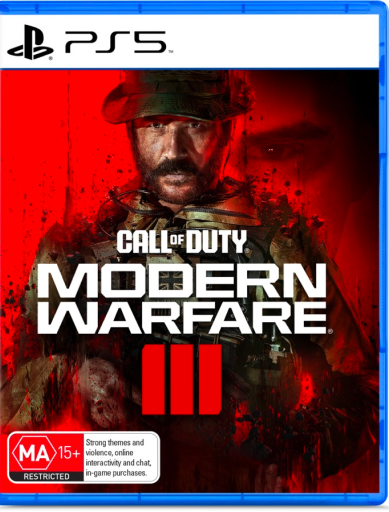 PS5
CALL OF DUTY
MODERN
WARFARE
III
MA 15+
RESTRICTED
Strong themes and
violence, online
interactivity and chat,
in-game purchases.